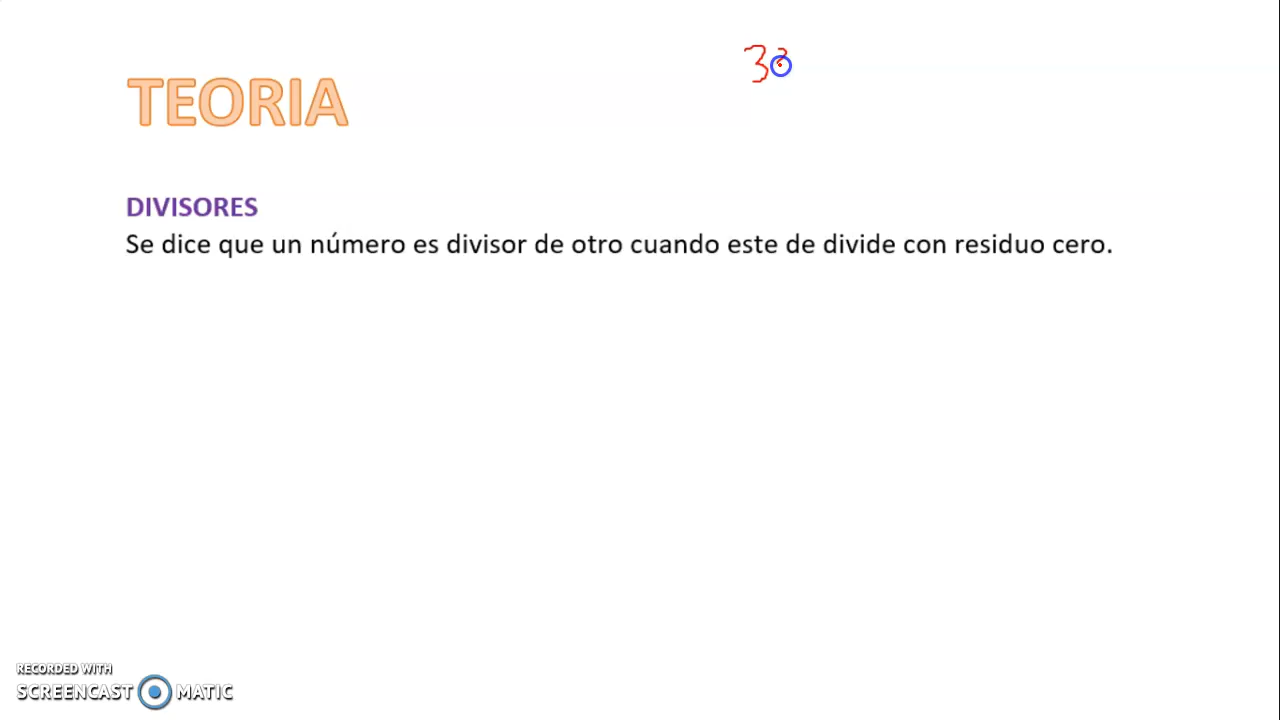 3
TEORIA
DIVISORES
Se dice que un número es divisor de otro cuando este de divide con residuo cero.
RECORDED WITH
SCREENCAST MATIC